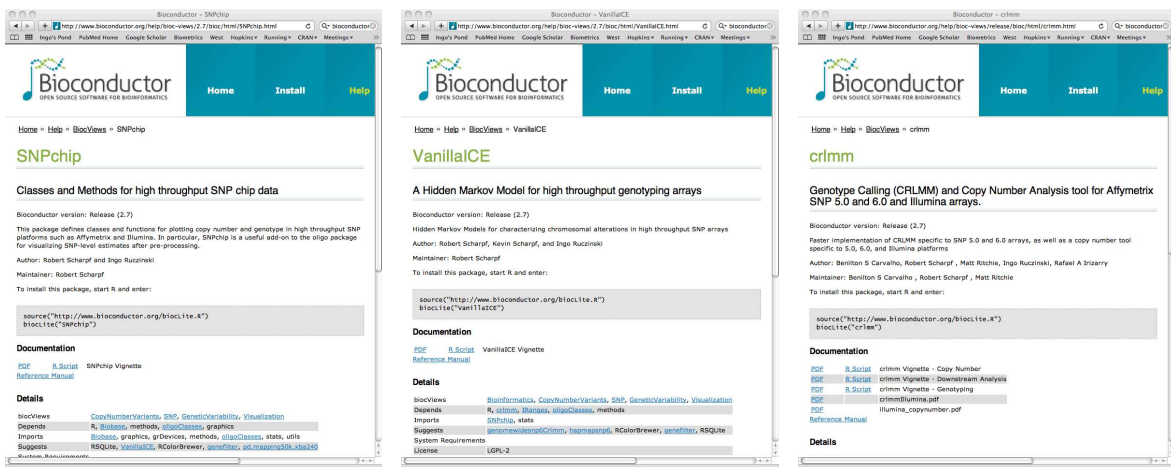 Bioconductor – SNPchip
http://www.bioconductor.org/help/bioc-views/2.7/bioc/html/SNPchip.html
bioconductor
Ingo's Pond PubMed Home Google Scholar Biometrics West Hopkins Running CRAN Meetings
Bioconductor
OPEN SOURCE SOFTWARE FOR BIOINFORMATICS
Home Install Help
Home » Help » BiocViews » SNPchip
SNPchip
Classes and Methods for high throughput SNP chip data
Bioconductor version: Release (2.7)
This package defines classes and functions for plotting copy number and genotype in high throughput SNP
platforms such as Affymetrix and Illumina. In particular, SNPchip is a useful add-on to the oligo package
for visualizing SNP-level estimates after pre-processing.
Author: Robert Scharpf and Ingo Ruczinski
Maintainer: Robert Scharpf
To install this package, start R and enter:
source("http://www.bioconductor.org/biocLite.R")
biocLite("SNPchip")
Documentation
PDF R Script SNPchip Vignette
Reference Manual
Details
biocViews CopyNumberVariants, SNP, GeneticVariability, Visualization
Depends R, Biobase, methods, oligoClasses, graphics
Imports Biobase, graphics, grDevices, methods, oligoClasses, stats, utils
Suggests RSQLite, VanillaICE, RColorBrewer, genefilter, pd.mapping50k.xba240
System Requirements
Bioconductor – VanillaICE
http://www.bioconductor.org/help/bioc-views/2.7/bioc/html/VanillaICE.html
bioconductor
Ingo's Pond PubMed Home Google Scholar Biometrics West Hopkins Running CRAN Meetings
Bioconductor
OPEN SOURCE SOFTWARE FOR BIOINFORMATICS
Home Install Help
Home » Help » BiocViews » VanillaICE
VanillaICE
A Hidden Markov Model for high throughput genotyping arrays
Bioconductor version: Release (2.7)
Hidden Markov Models for characterizing chromosomal alterations in high throughput SNP arrays
Author: Robert Scharpf, Kevin Scharpf, and Ingo Ruczinski
Maintainer: Robert Scharpf
To install this package, start R and enter:
source("http://www.bioconductor.org/biocLite.R")
biocLite("VanillaICE")
Documentation
PDF R Script VanillaICE Vignette
Reference Manual
Details
biocViews Bioinformatics, CopyNumberVariants, SNP, GeneticVariability, Visualization
Depends R, crlmm, IRanges, oligoClasses, methods
Imports SNPchip, stats
Suggests genomewidesnp6Crlmm, hapmapsnp6, RColorBrewer, genefilter, RSQLite
System Requirements
License LGPL-2
Bioconductor – crlmm
http://www.bioconductor.org/help/bioc-views/release/bioc/html/crlmm.html
bioconductor
Ingo's Pond PubMed Home Google Scholar Biometrics West Hopkins Running CRAN Meetings
Bioconductor
OPEN SOURCE SOFTWARE FOR BIOINFORMATICS
Home Install Help
Home » Help » BiocViews » crlmm
crlmm
Genotype Calling (CRLMM) and Copy Number Analysis tool for Affymetrix
SNP 5.0 and 6.0 and Illumina arrays.
Bioconductor version: Release (2.7)
Faster implementation of CRLMM specific to SNP 5.0 and 6.0 arrays, as well as a copy number tool
specific to 5.0, 6.0, and Illumina platforms
Author: Benilton S Carvalho, Robert Scharpf , Matt Ritchie, Ingo Ruczinski, Rafael A Irizarry
Maintainer: Benilton S Carvalho , Robert Scharpf , Matt Ritchie
To install this package, start R and enter:
source("http://www.bioconductor.org/biocLite.R")
biocLite("crlmm")
Documentation
PDF R Script crlmm Vignette - Copy Number
PDF R Script crlmm Vignette - Downstream Analysis
PDF R Script crlmm Vignette - Genotyping
PDF crlmmIllumina.pdf
PDF illumina_copynumber.pdf
Reference Manual
Details